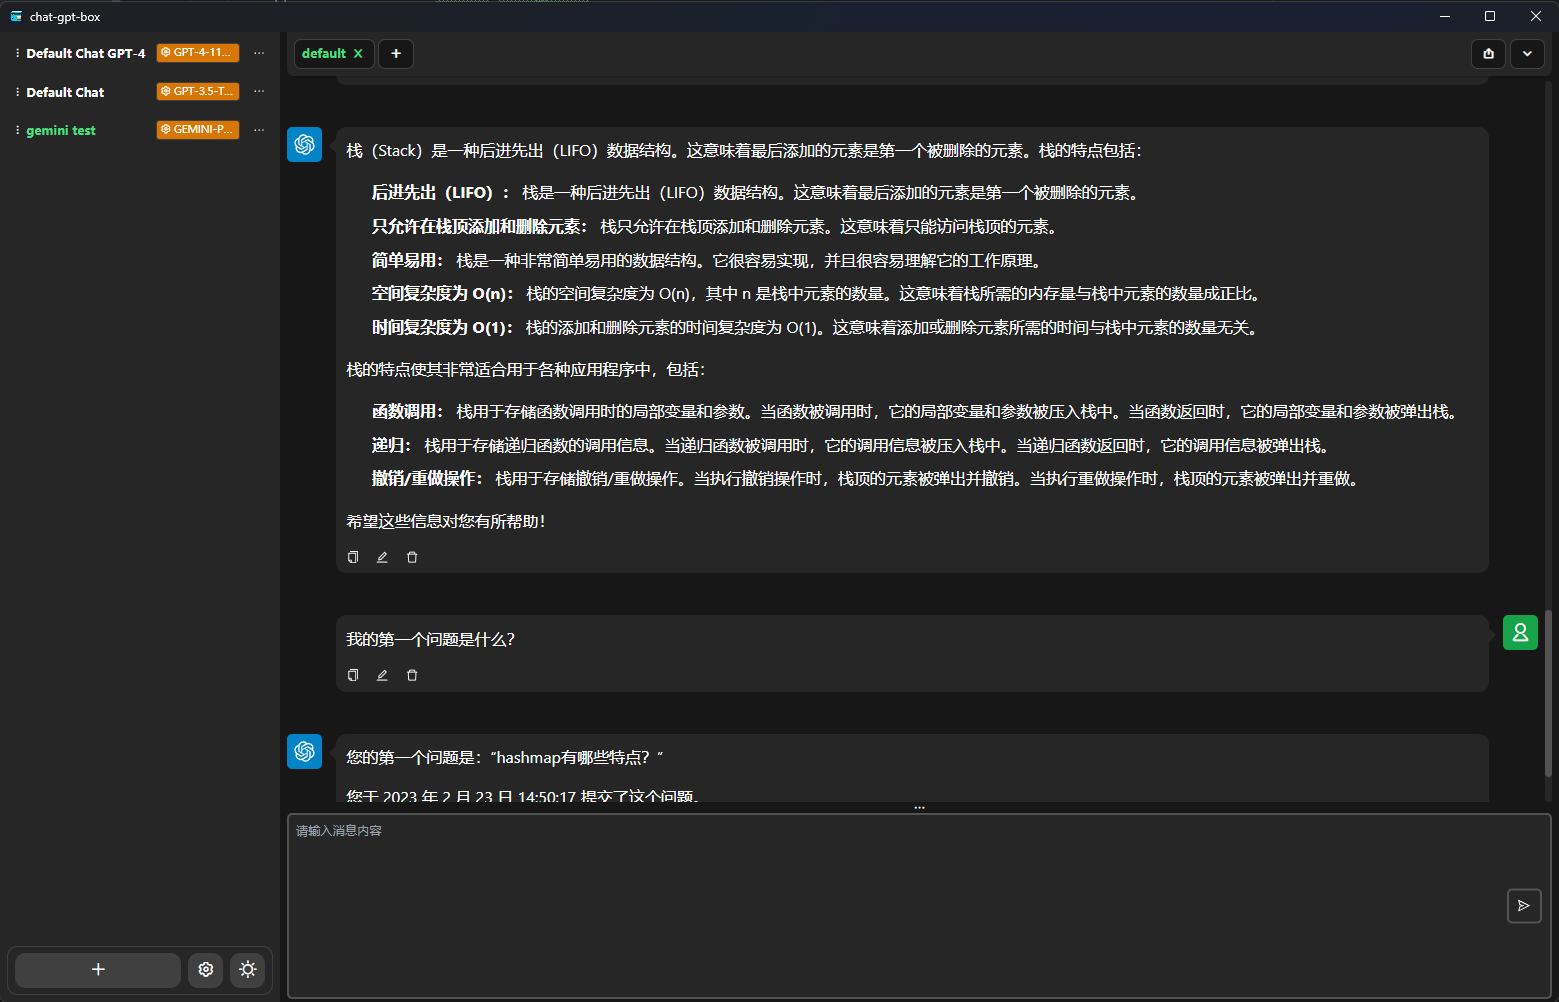 chat-gpt-box
Default Chat GPT-4 GPT-4-11...
Default Chat GPT-3.5-T...
gemini test GEMINI-P...
default
栈（Stack）是一种后进先出（LIFO）数据结构。这意味着最后添加的元素是第一个被删除的元素。栈的特点包括：
后进先出（LIFO）： 栈是一种后进先出（LIFO）数据结构。这意味着最后添加的元素是第一个被删除的元素。
只允许在栈顶添加和删除元素： 栈只允许在栈顶添加和删除元素。这意味着只能访问栈顶的元素。
简单易用： 栈是一种非常简单易用的数据结构。它很容易实现，并且很容易理解它的工作原理。
空间复杂度为 O(n)： 栈的空间复杂度为 O(n)，其中 n 是栈中元素的数量。这意味着栈所需的内存量与栈中元素的数量成正比。
时间复杂度为 O(1)： 栈的添加和删除元素的时间复杂度为 O(1)。这意味着添加或删除元素所需的时间与栈中元素的数量无关。
栈的特点使其非常适合用于各种应用程序中，包括：
函数调用： 栈用于存储函数调用时的局部变量和参数。当函数被调用时，它的局部变量和参数被压入栈中。当函数返回时，它的局部变量和参数被弹出栈。
递归： 栈用于存储递归函数的调用信息。当递归函数被调用时，它的调用信息被压入栈中。当递归函数返回时，它的调用信息被弹出栈。
撤销/重做操作： 栈用于存储撤销/重做操作。当执行撤销操作时，栈顶的元素被弹出并撤销。当执行重做操作时，栈顶的元素被弹出并重做。
希望这些信息对您有所帮助！
我的第一个问题是什么？
您的第一个问题是：“hashmap有哪些特点？”
您于 2023 年 2 月 23 日 14:50:17 提交了这个问题。
请输入消息内容